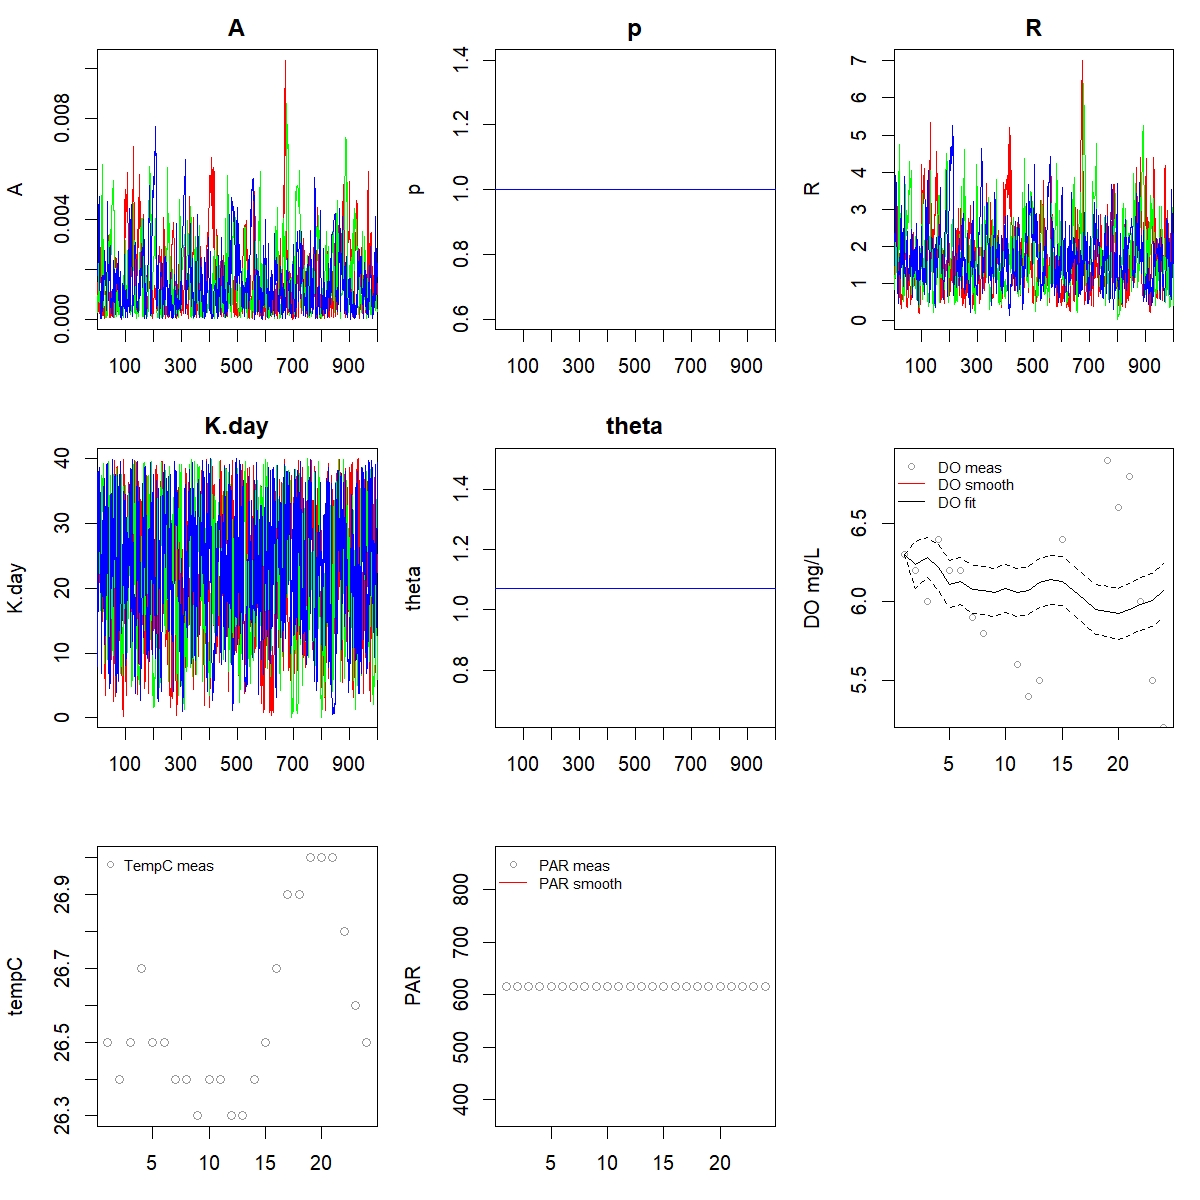 A
A
0.000
0.004
0.008
100 300 500 700 900
p
p
0.6 0.8 1.0 1.2 1.4
100 300 500 700 900
R
R
0 1 2 3 4 5 6 7
100 300 500 700 900
K.day
K.day
0 10 20 30 40
100 300 500 700 900
theta
theta
0.8 1.0 1.2 1.4
100 300 500 700 900
DO meas
DO smooth
DO fit
DO mg/L
5.5 6.0 6.5
5 10 15 20
TempC meas
tempC
26.3 26.5 26.7 26.9
5 10 15 20
PAR meas
PAR smooth
PAR
400 500 600 700 800
5 10 15 20